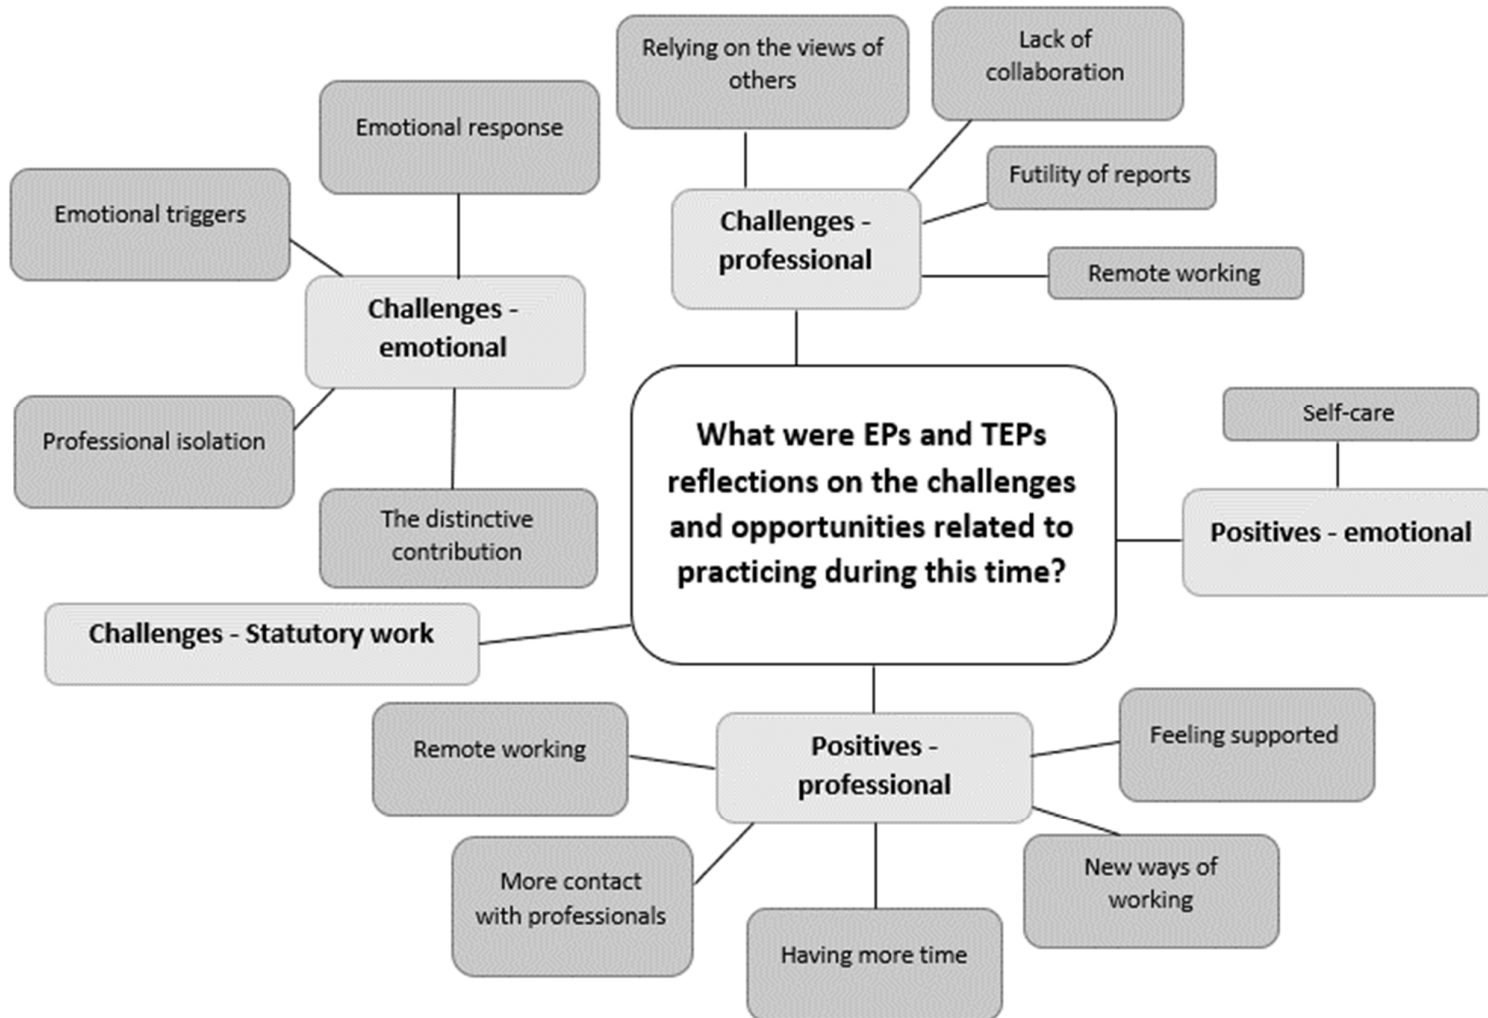 Relying on the views of
others
Lack of
collaboration
Emotional response
Futility of reports
Emotional triggers
Challenges -
professional
Remote working
Challenges -
emotional
Professional isolation
The distinctive
contribution
What were EPs and TEPs
reflections on the challenges
and opportunities related to
practicing during this time?
Self-care
Positives - emotional
Challenges - Statutory work
Remote working
Positives -
professional
Feeling supported
More contact
with professionals
Having more time
New ways of
working